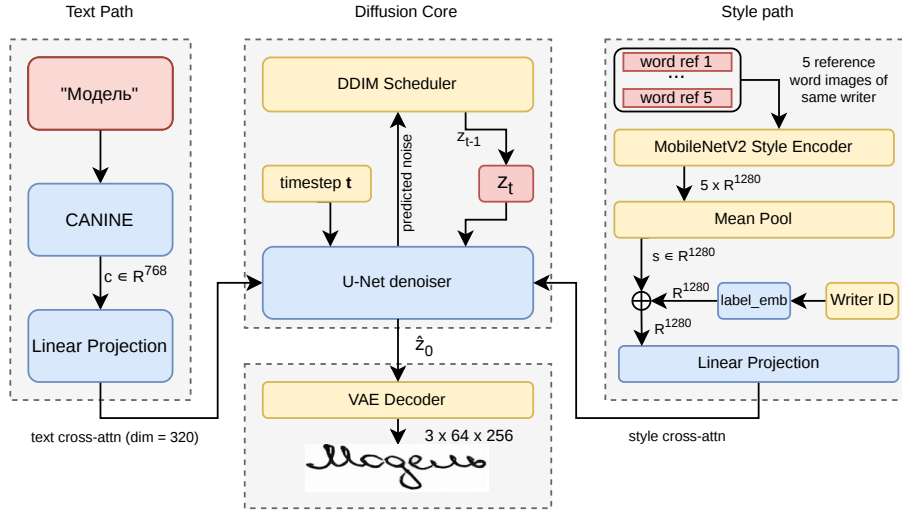 Text Path
"Модель"
CANINE
c ∈ R^768
Linear Projection
text cross-attn (dim = 320)
Diffusion Core
DDIM Scheduler
z_t-1
timestep t
predicted noise
z_t
U-Net denoiser
ẑ_0
VAE Decoder
3 x 64 x 256
Модель
Style path
word ref 1
...
word ref 5
5 reference
word images of
same writer
MobileNetV2 Style Encoder
5 x R^1280
Mean Pool
s ∈ R^1280
R^1280
label_emb
Writer ID
R^1280
Linear Projection
style cross-attn